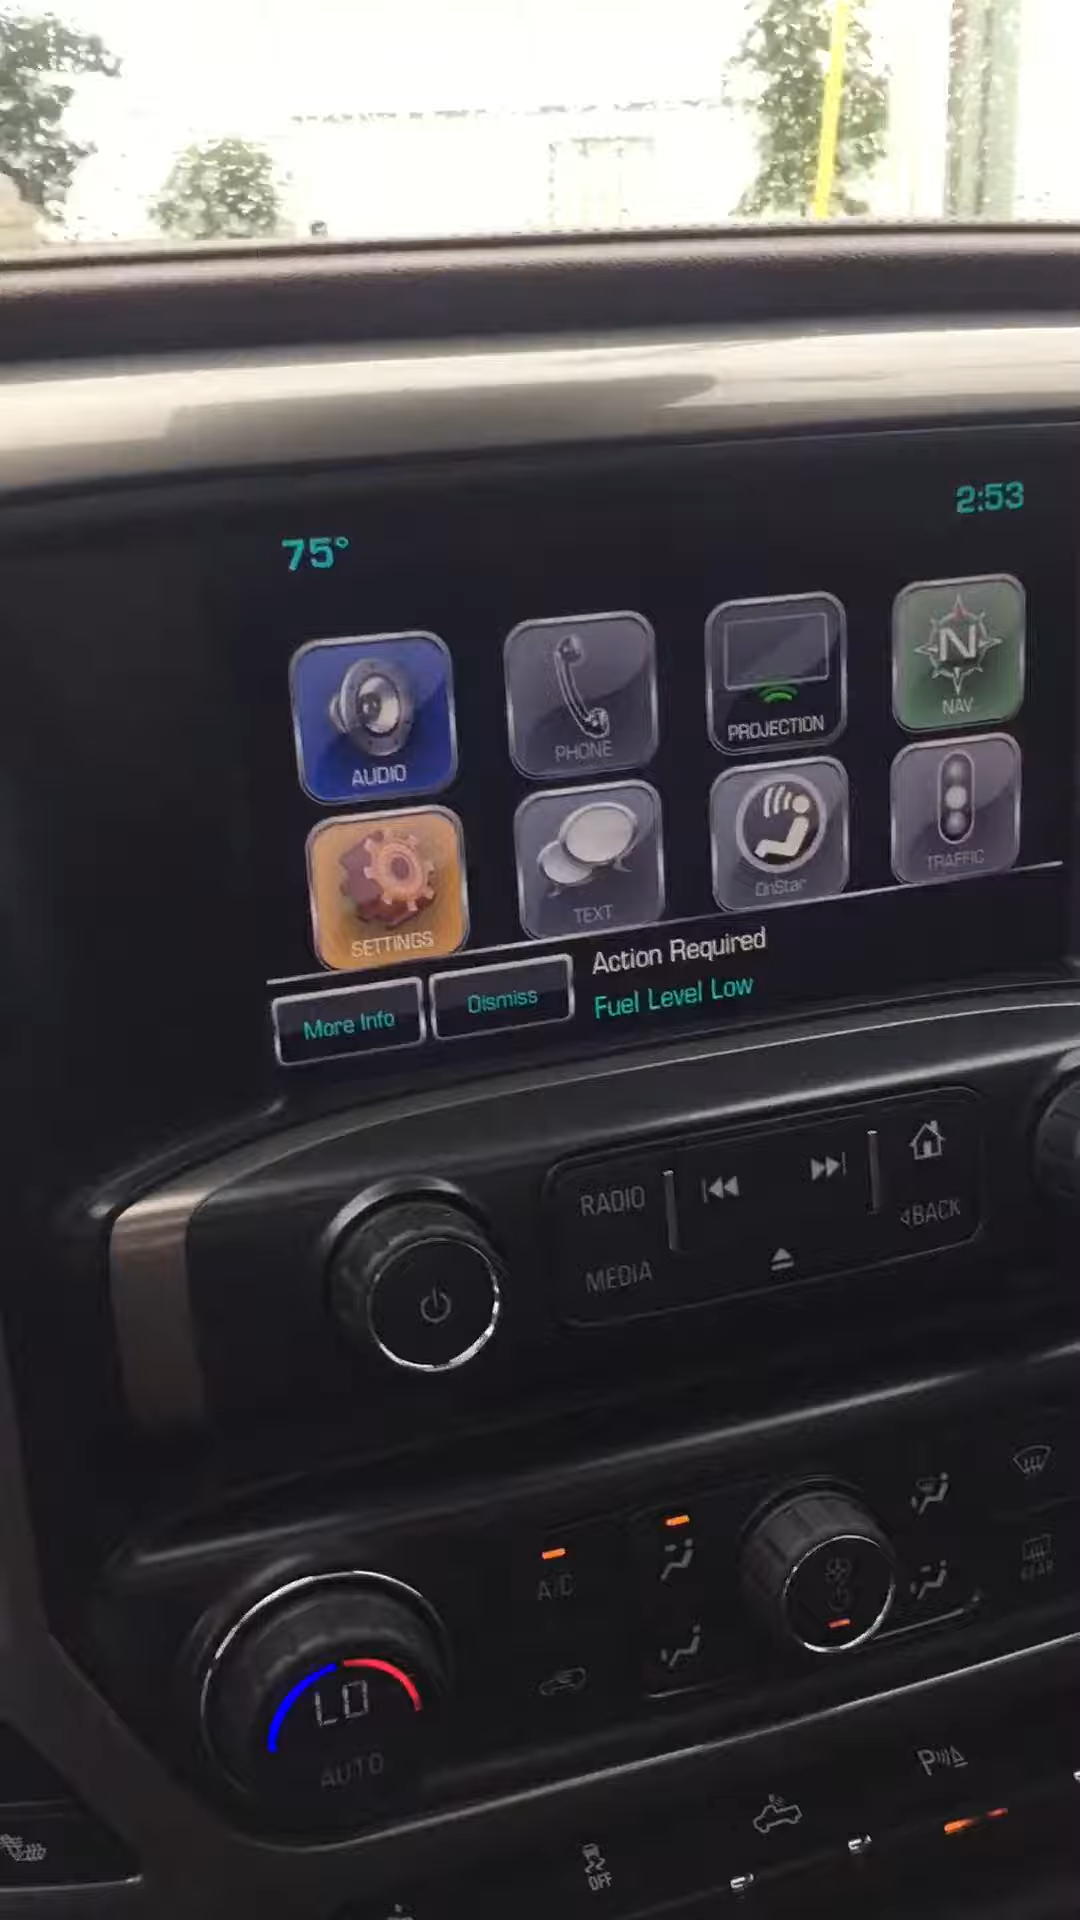 2:53
75°
AUDIO
PHONE
PROJECTION
N
NAV
SETTINGS
TEXT
OnStar
TRAFFIC
More Info
Dismiss
Action Required
Fuel Level Low
RADIO
MEDIA
BACK
A/C
REAR
LO
AUTO
P
OFF